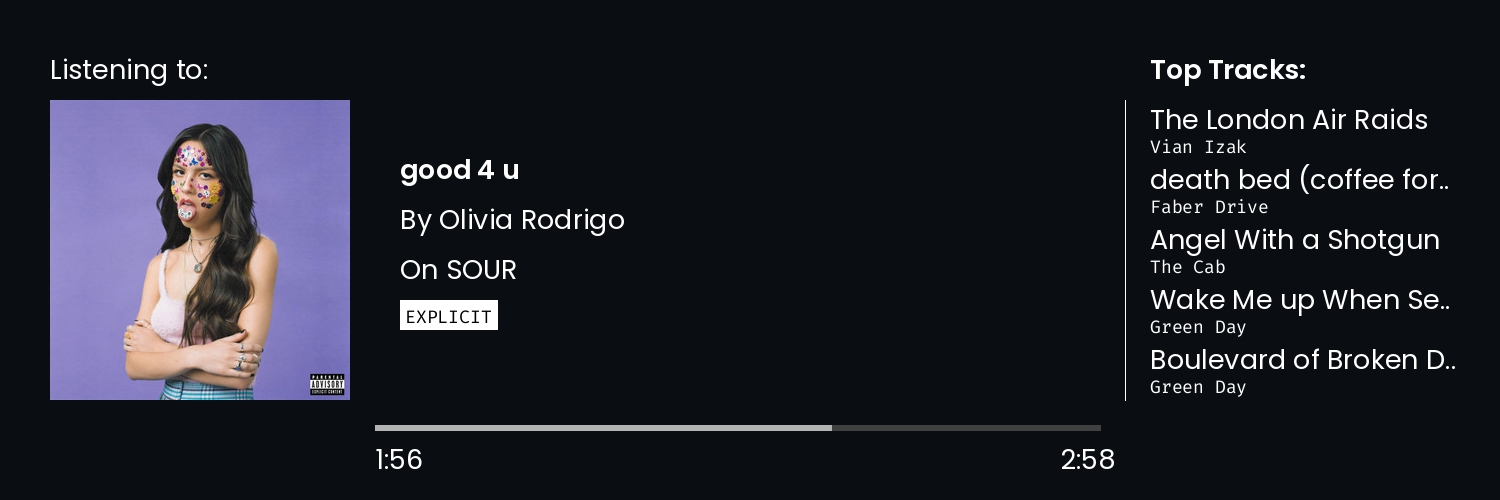 Listening to:
good 4 u
By Olivia Rodrigo
On SOUR
EXPLICIT
PARENTAL
ADVISORY
EXPLICIT CONTENT
1:56
2:58
Top Tracks:
The London Air Raids
Vian Izak
death bed (coffee for..
Faber Drive
Angel With a Shotgun
The Cab
Wake Me up When Se..
Green Day
Boulevard of Broken D..
Green Day